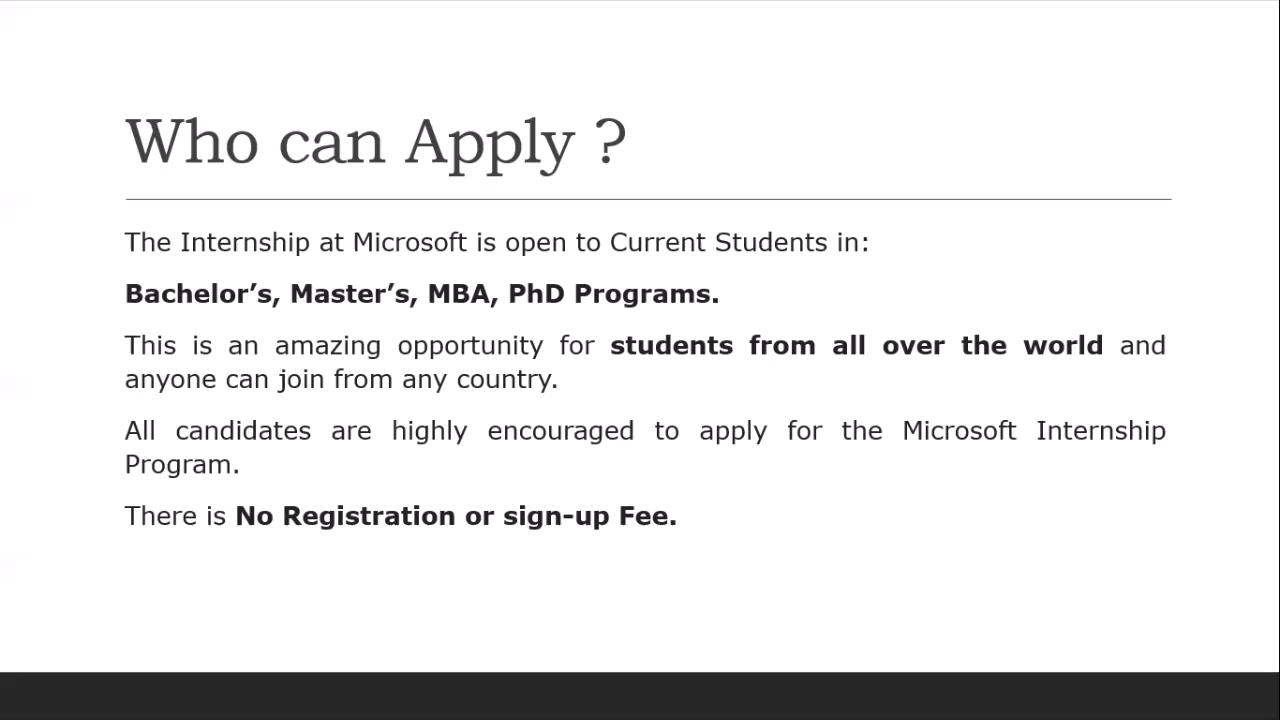 Who can Apply ?
The Internship at Microsoft is open to Current Students in:
Bachelor’s, Master’s, MBA, PhD Programs.
This is an amazing opportunity for students from all over the world and
anyone can join from any country.
All candidates are highly encouraged to apply for the Microsoft Internship
Program.
There is No Registration or sign-up Fee.